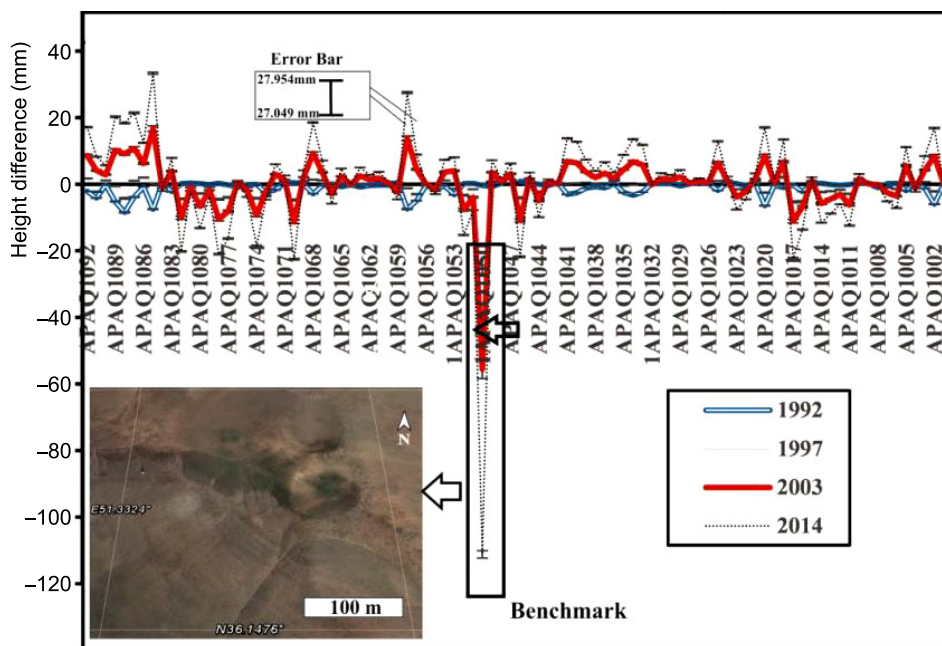 Height difference (mm)
40
20
0
−20
−40
−60
−80
−100
−120
Error Bar
27.954mm
27.049 mm
APAQ1092
APAQ1089
APAQ1086
APAQ1083
APAQ1080
APAQ1077
APAQ1074
APAQ1071
APAQ1068
APAQ1065
APAQ1062
APAQ1059
APAQ1056
1APAQ1053
APAQ1044
APAQ1041
APAQ1038
APAQ1035
1APAQ1032
APAQ1029
APAQ1026
APAQ1023
APAQ1020
APAQ1017
APAQ1014
APAQ1011
APAQ1008
APAQ1005
APAQ1002
N
E51.3324°
N36.1476°
100 m
1992
1997
2003
2014
Benchmark